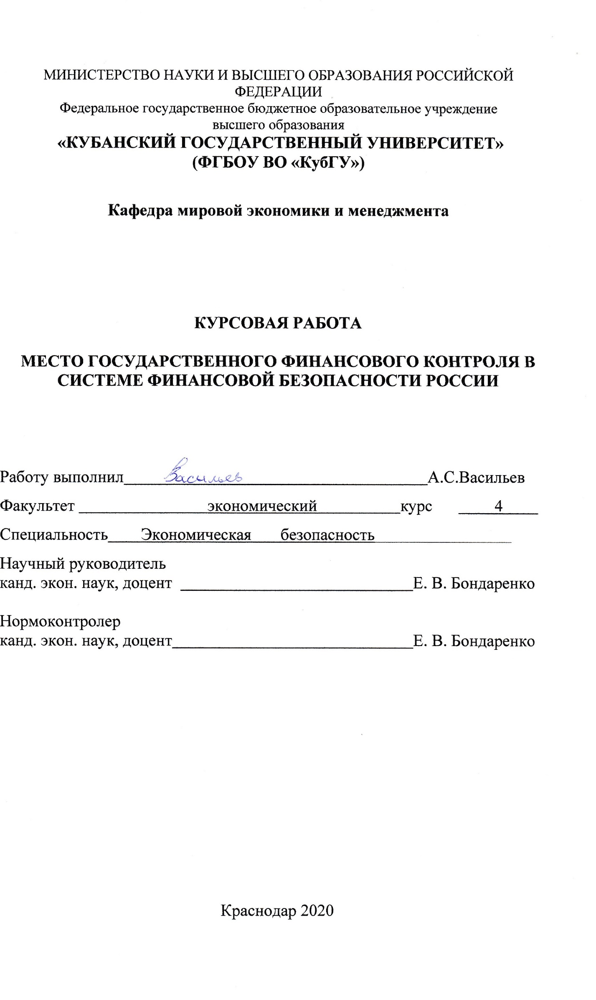 МИНИСТЕРСТВО НАУКИ И ВЫСШЕГО ОБРАЗОВАНИЯ РОССИЙСКОЙ
ФЕДЕРАЦИИ
Федеральное государственное бюджетное образовательное учреждение
высшего образования
«КУБАНСКИЙ ГОСУДАРСТВЕННЫЙ УНИВЕРСИТЕТ»
(ФГБОУ ВО «КубГУ»)
Кафедра мировой экономики и менеджмента
КУРСОВАЯ РАБОТА
МЕСТО ГОСУДАРСТВЕННОГО ФИНАНСОВОГО КОНТРОЛЯ В
СИСТЕМЕ ФИНАНСОВОЙ БЕЗОПАСНОСТИ РОССИИ
Работу выполнил Васильев А.С.Васильев
Факультет экономический курс 4
Специальность Экономическая безопасность
Научный руководитель
канд. экон. наук, доцент Е. В. Бондаренко
Нормоконтролер
канд. экон. наук, доцент Е. В. Бондаренко
Краснодар 2020